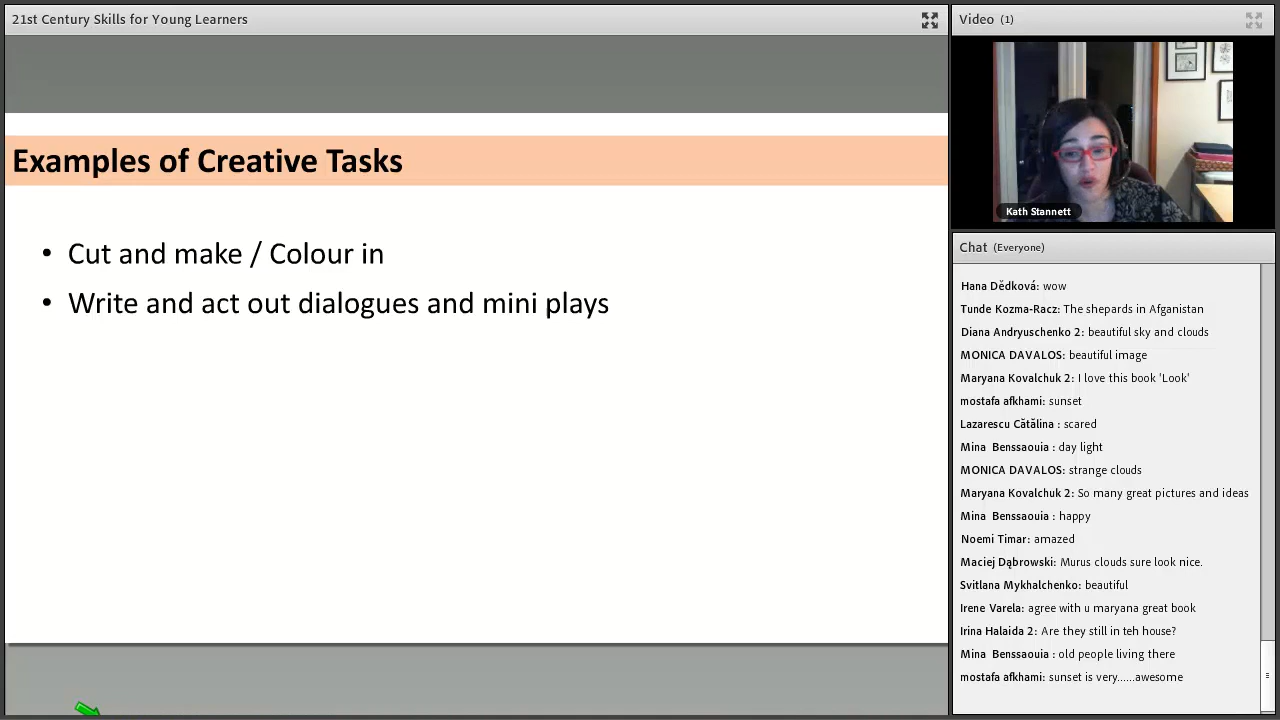 21st Century Skills for Young Learners
Examples of Creative Tasks
• Cut and make / Colour in
• Write and act out dialogues and mini plays
Video (1)
Kath Stannett
Chat (Everyone)
Hana Dědková: wow
Tunde Kozma-Racz: The shepards in Afganistan
Diana Andryuschenko 2: beautiful sky and clouds
MONICA DAVALOS: beautiful image
Maryana Kovalchuk 2: I love this book 'Look'
mostafa afkhami: sunset
Lazarescu Cătălina : scared
Mina Benssaouia : day light
MONICA DAVALOS: strange clouds
Maryana Kovalchuk 2: So many great pictures and ideas
Mina Benssaouia : happy
Noemi Timar: amazed
Maciej Dąbrowski: Murus clouds sure look nice.
Svitlana Mykhalchenko: beautiful
Irene Varela: agree with u maryana great book
Irina Halaida 2: Are they still in teh house?
Mina Benssaouia : old people living there
mostafa afkhami: sunset is very......awesome